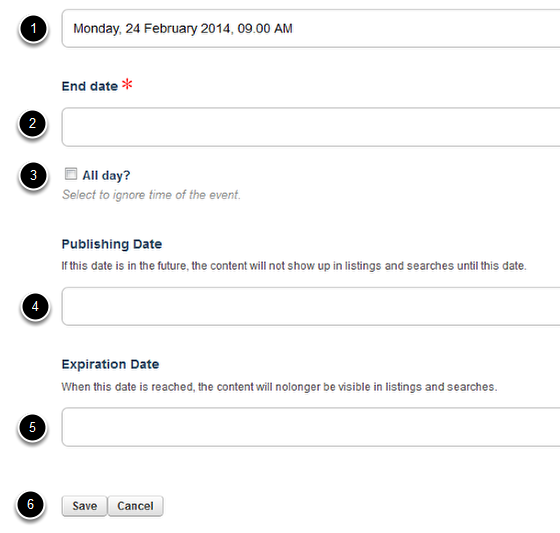 1 Monday, 24 February 2014, 09.00 AM
End date *
2
3 All day?
Select to ignore time of the event.
Publishing Date
If this date is in the future, the content will not show up in listings and searches until this date.
4
Expiration Date
When this date is reached, the content will nolonger be visible in listings and searches.
5
6 Save Cancel